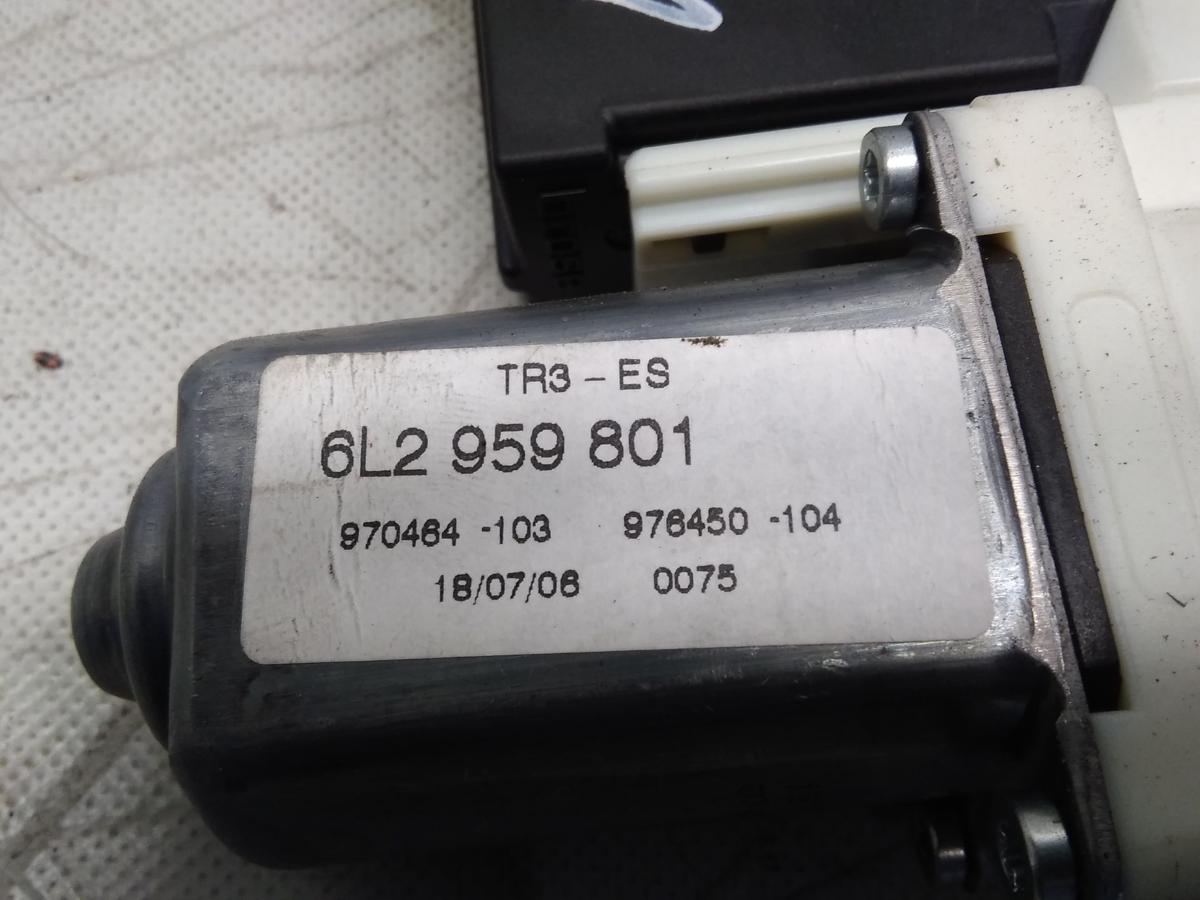 TR3 - ES
6L2 959 801
970464 -103 976450 -104
18/07/06 0075